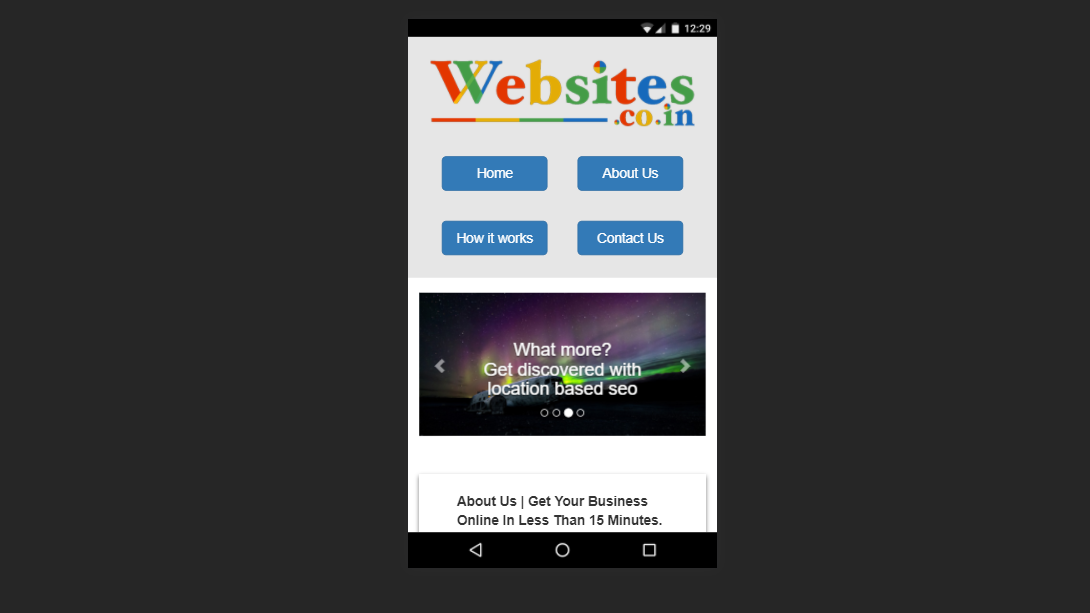 12:29
Websites
.co.in
Home
About Us
How it works
Contact Us
What more?
Get discovered with
location based seo
About Us | Get Your Business
Online In Less Than 15 Minutes.